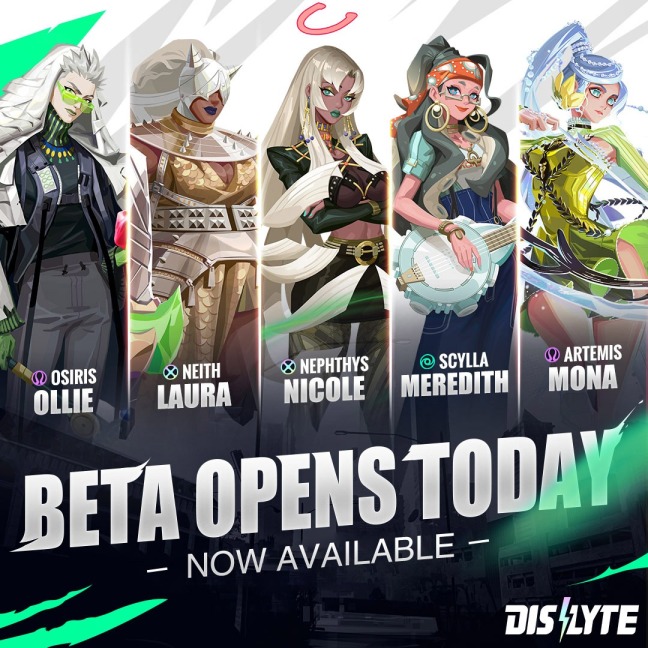 OSIRIS
OLLIE
NEITH
LAURA
NEPHTHYS
NICOLE
SCYLLA
MEREDITH
ARTEMIS
MONA
BETA OPENS TODAY
– NOW AVAILABLE –
DISLYTE